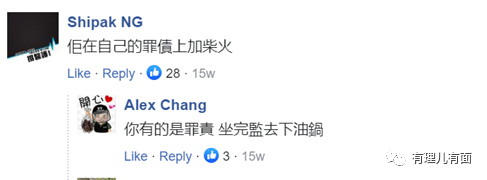 Shipak NG
佢在自己的罪債上加柴火
Like · Reply · 28 · 15w
開心
Alex Chang
你有的是罪責 坐完監去下油鍋
Like · Reply · 3 · 15w
有理儿有面